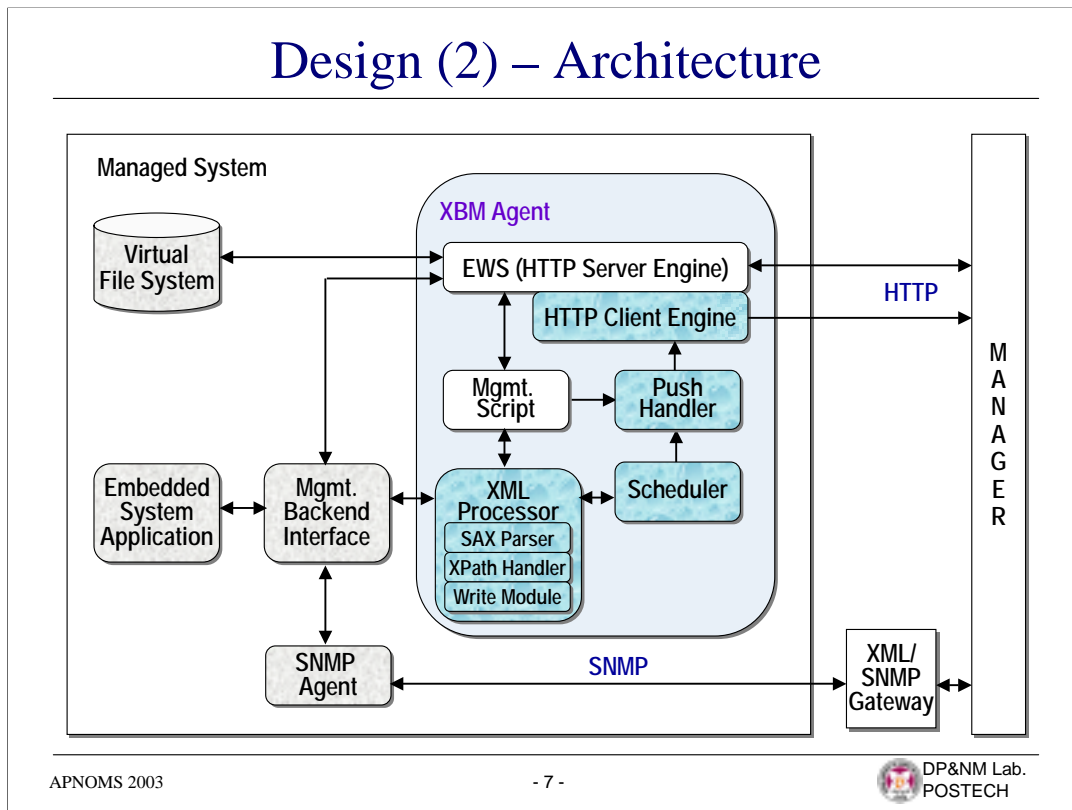 Design (2) – Architecture
Managed System
XBM Agent
Virtual
File System
EWS (HTTP Server Engine)
HTTP
HTTP Client Engine
Mgmt.
Script
Push
Handler
M
A
N
A
G
E
R
Embedded
System
Application
Mgmt.
Backend
Interface
XML
Processor
SAX Parser
XPath Handler
Write Module
Scheduler
SNMP
Agent
SNMP
XML/
SNMP
Gateway
APNOMS 2003
- 7 -
DP&NM Lab.
POSTECH